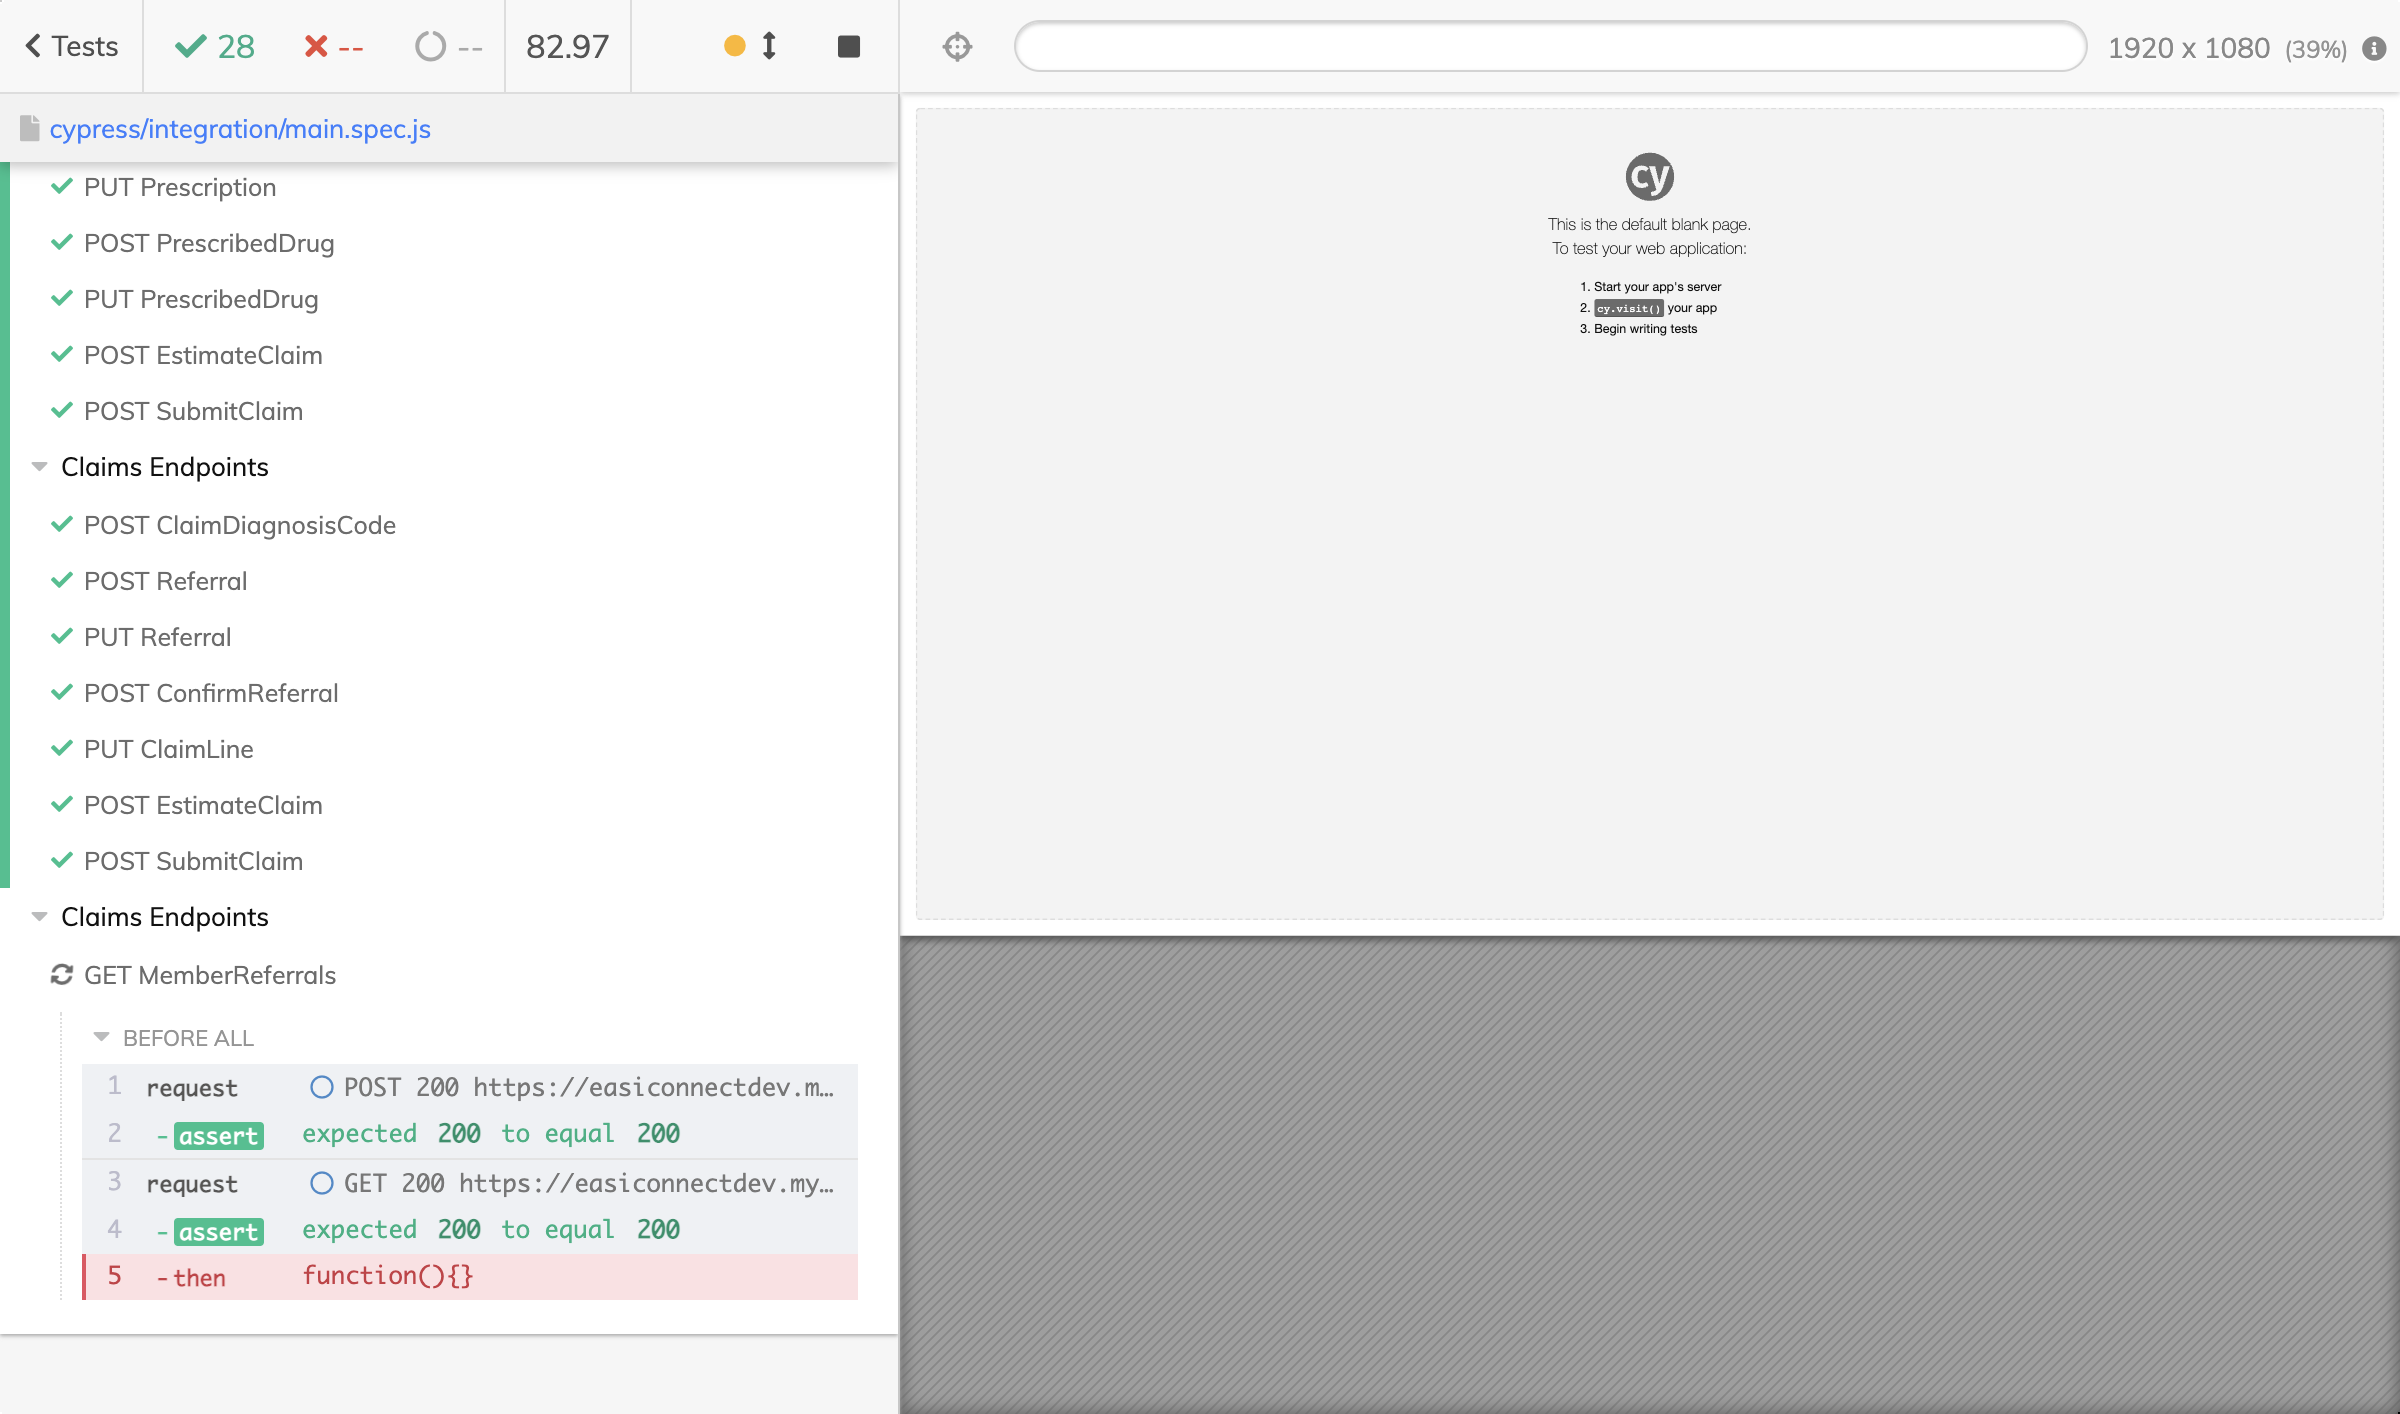 Tests 28 -- -- 82.97
1920 x 1080 (39%)
cypress/integration/main.spec.js
PUT Prescription
POST PrescribedDrug
PUT PrescribedDrug
POST EstimateClaim
POST SubmitClaim
Claims Endpoints
POST ClaimDiagnosisCode
POST Referral
PUT Referral
POST ConfirmReferral
PUT ClaimLine
POST EstimateClaim
POST SubmitClaim
Claims Endpoints
GET MemberReferrals
BEFORE ALL
1 request POST 200 https://easiconnectdev.m…
2 -assert expected 200 to equal 200
3 request GET 200 https://easiconnectdev.my…
4 -assert expected 200 to equal 200
5 -then function(){}
cy
This is the default blank page.
To test your web application:
1. Start your app's server
2. cy.visit() your app
3. Begin writing tests